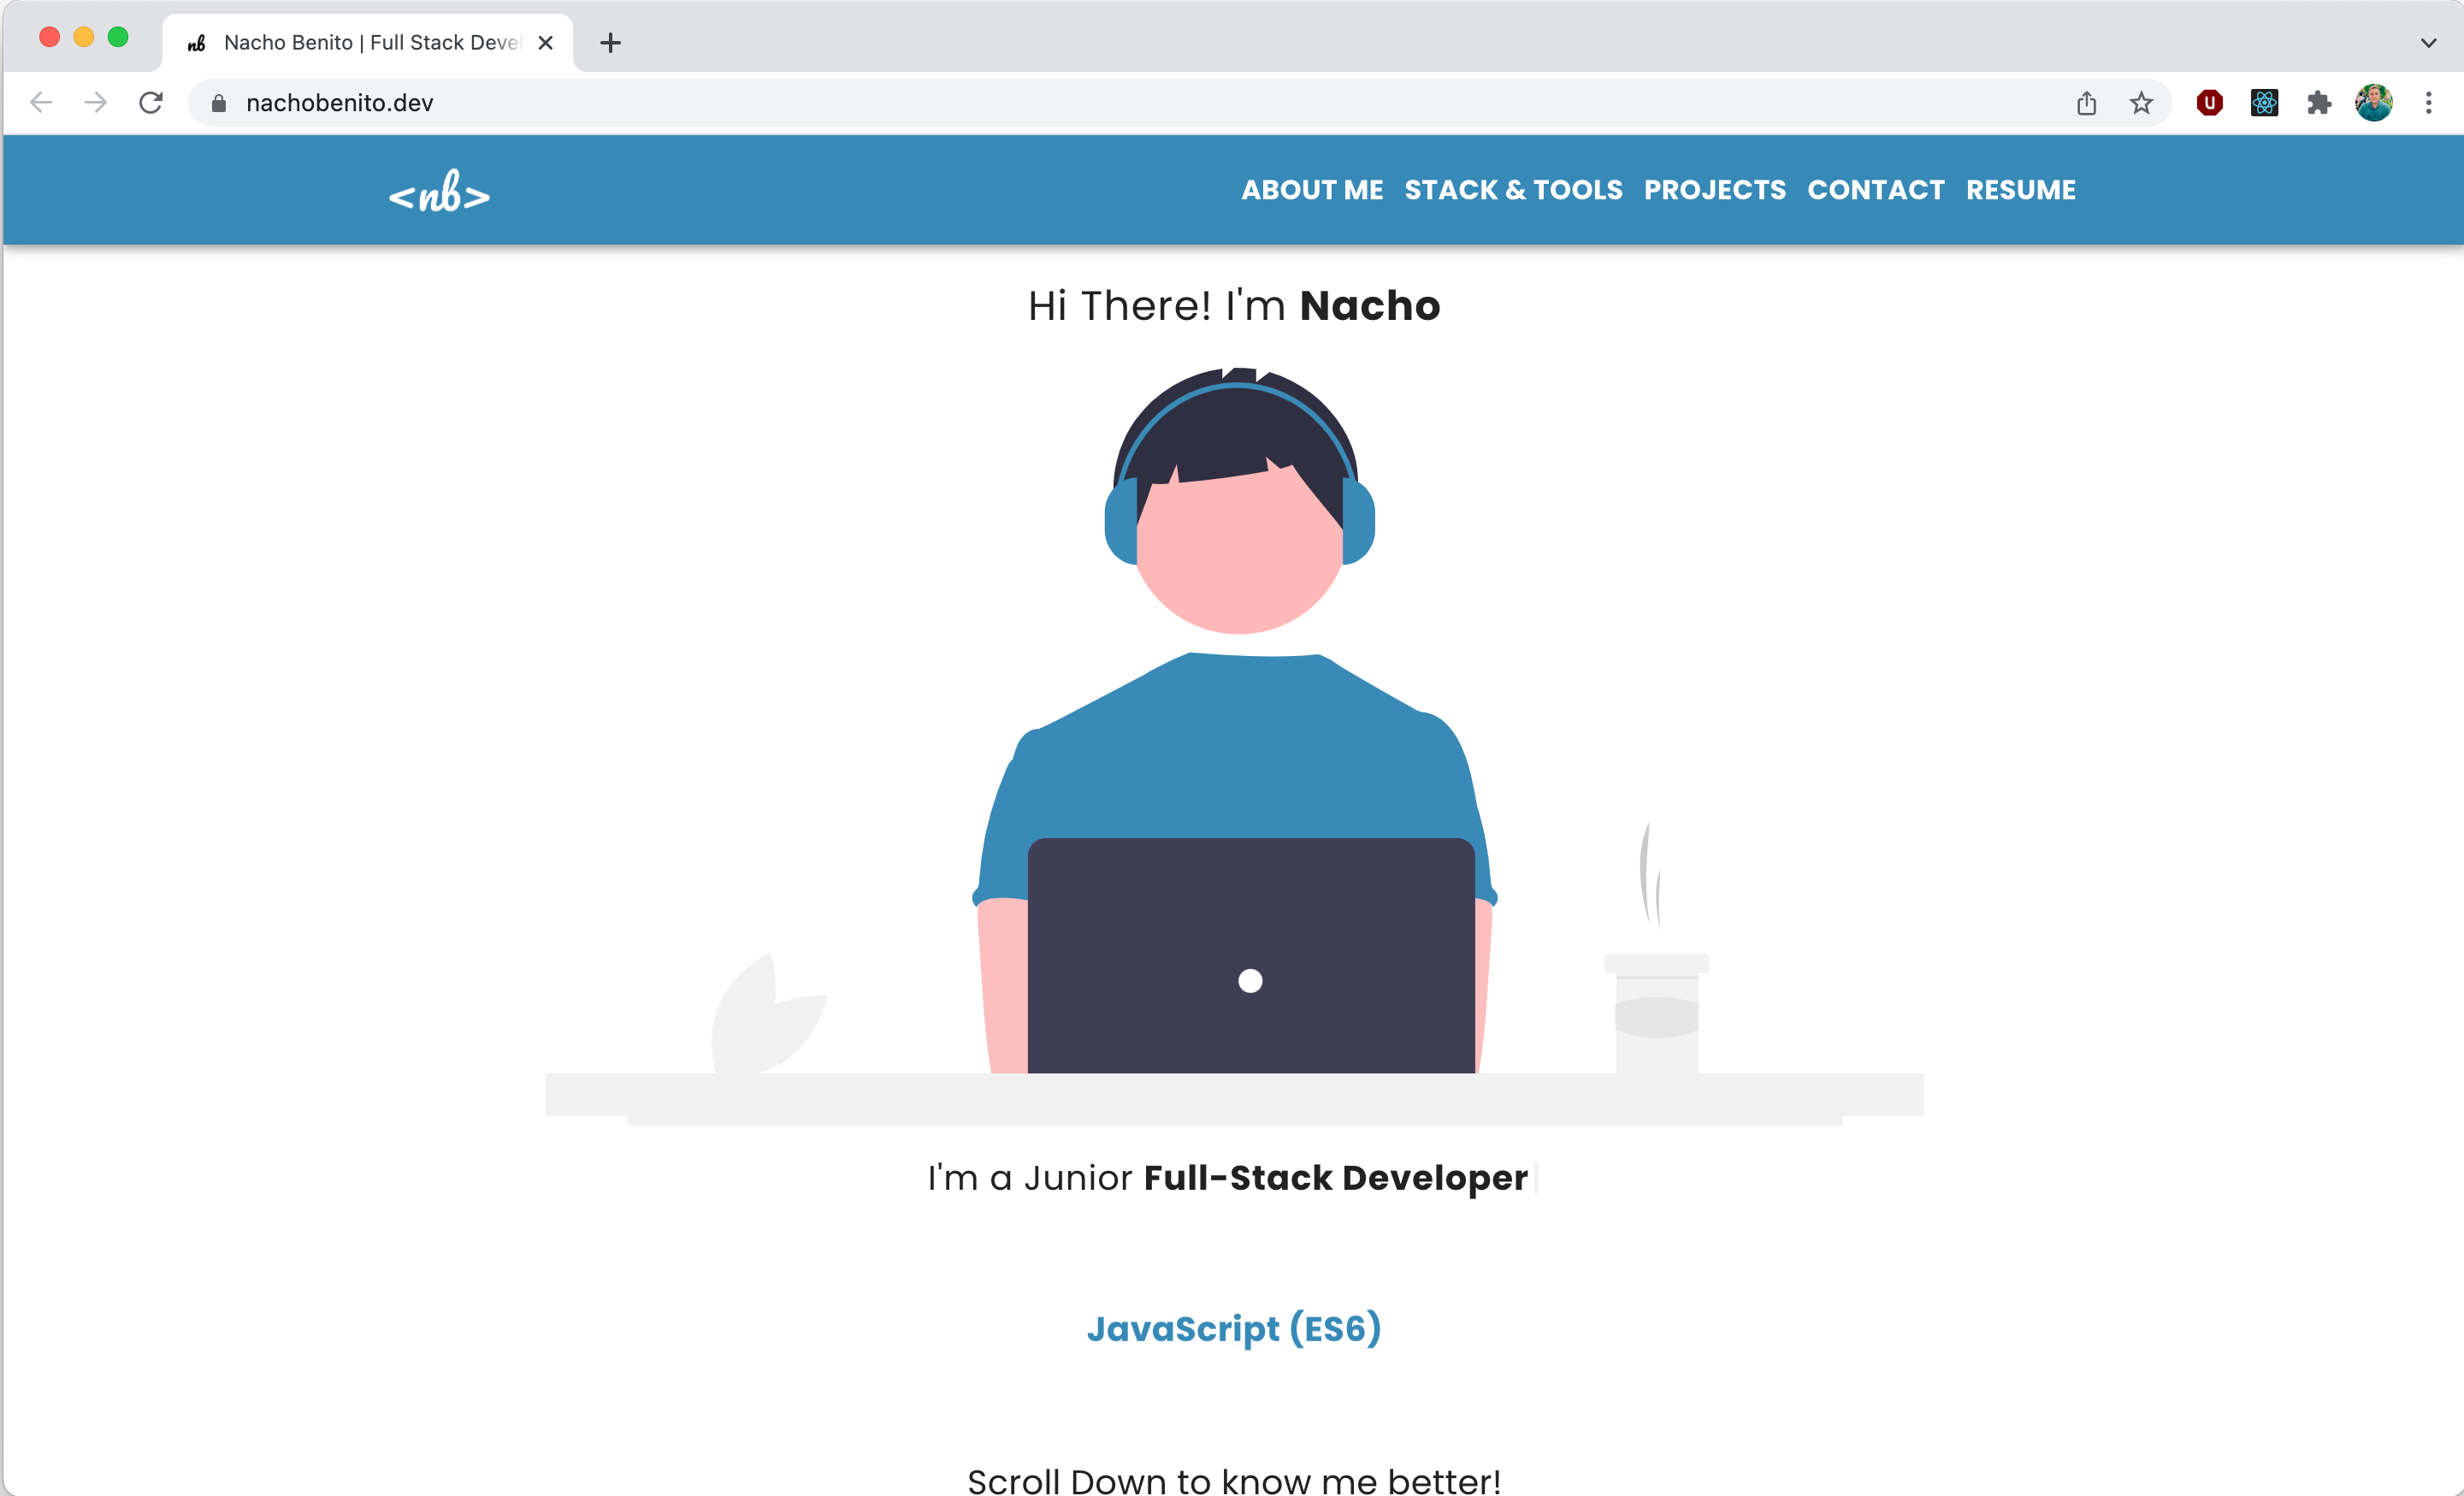 nb Nacho Benito | Full Stack Devel
nachobenito.dev
U
<nb>
ABOUT ME STACK & TOOLS PROJECTS CONTACT RESUME
Hi There! I'm Nacho
I'm a Junior Full-Stack Developer
JavaScript (ES6)
Scroll Down to know me better!